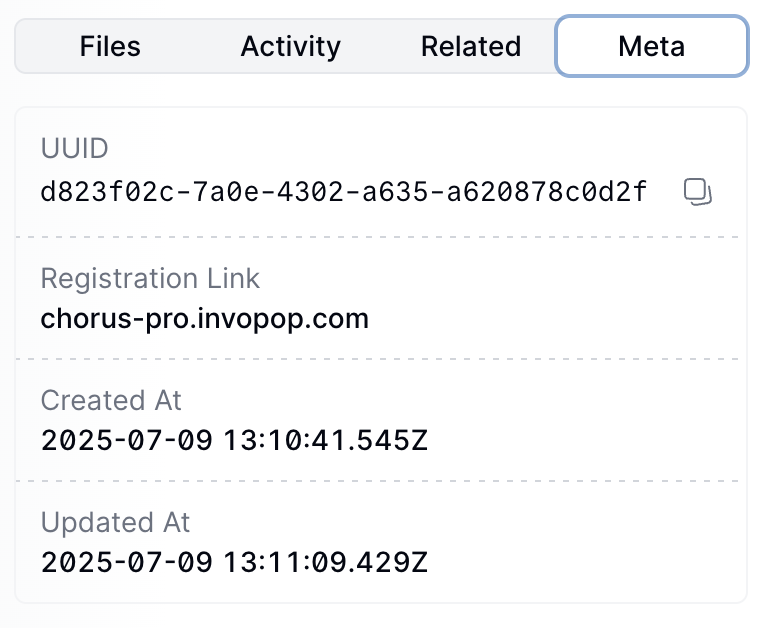 Files Activity Related Meta
UUID
d823f02c-7a0e-4302-a635-a620878c0d2f
Registration Link
chorus-pro.invopop.com
Created At
2025-07-09 13:10:41.545Z
Updated At
2025-07-09 13:11:09.429Z